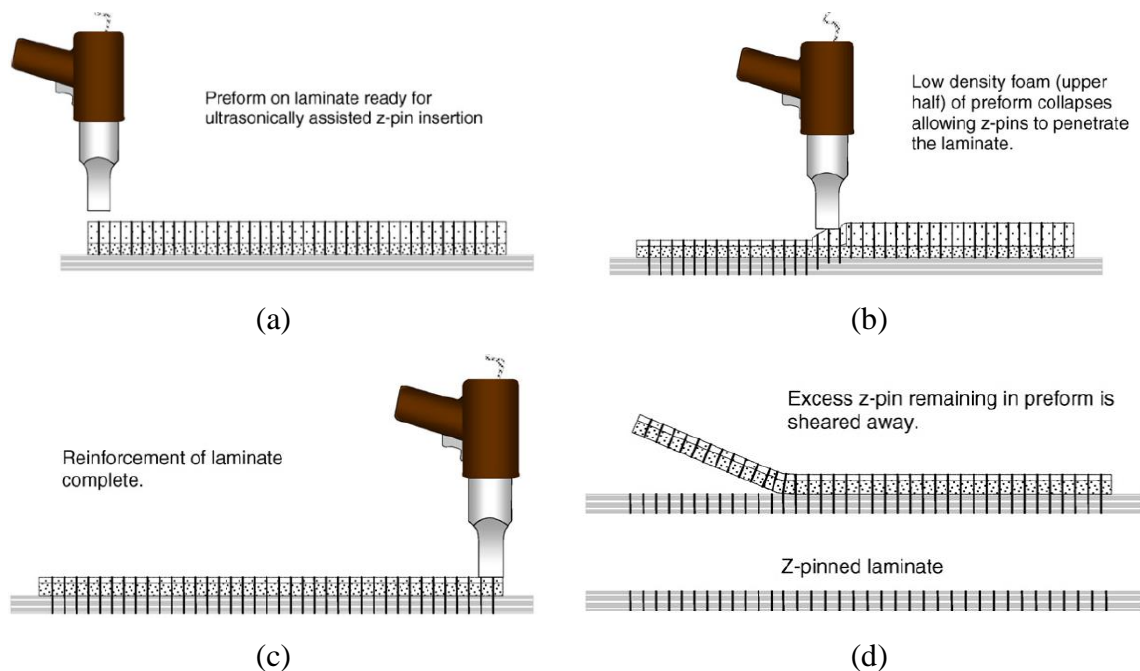 Preform on laminate ready for
ultrasonically assisted z-pin insertion
(a)
Low density foam (upper
half) of preform collapses
allowing z-pins to penetrate
the laminate.
(b)
Reinforcement of laminate
complete.
(c)
Excess z-pin remaining in preform is
sheared away.
Z-pinned laminate
(d)